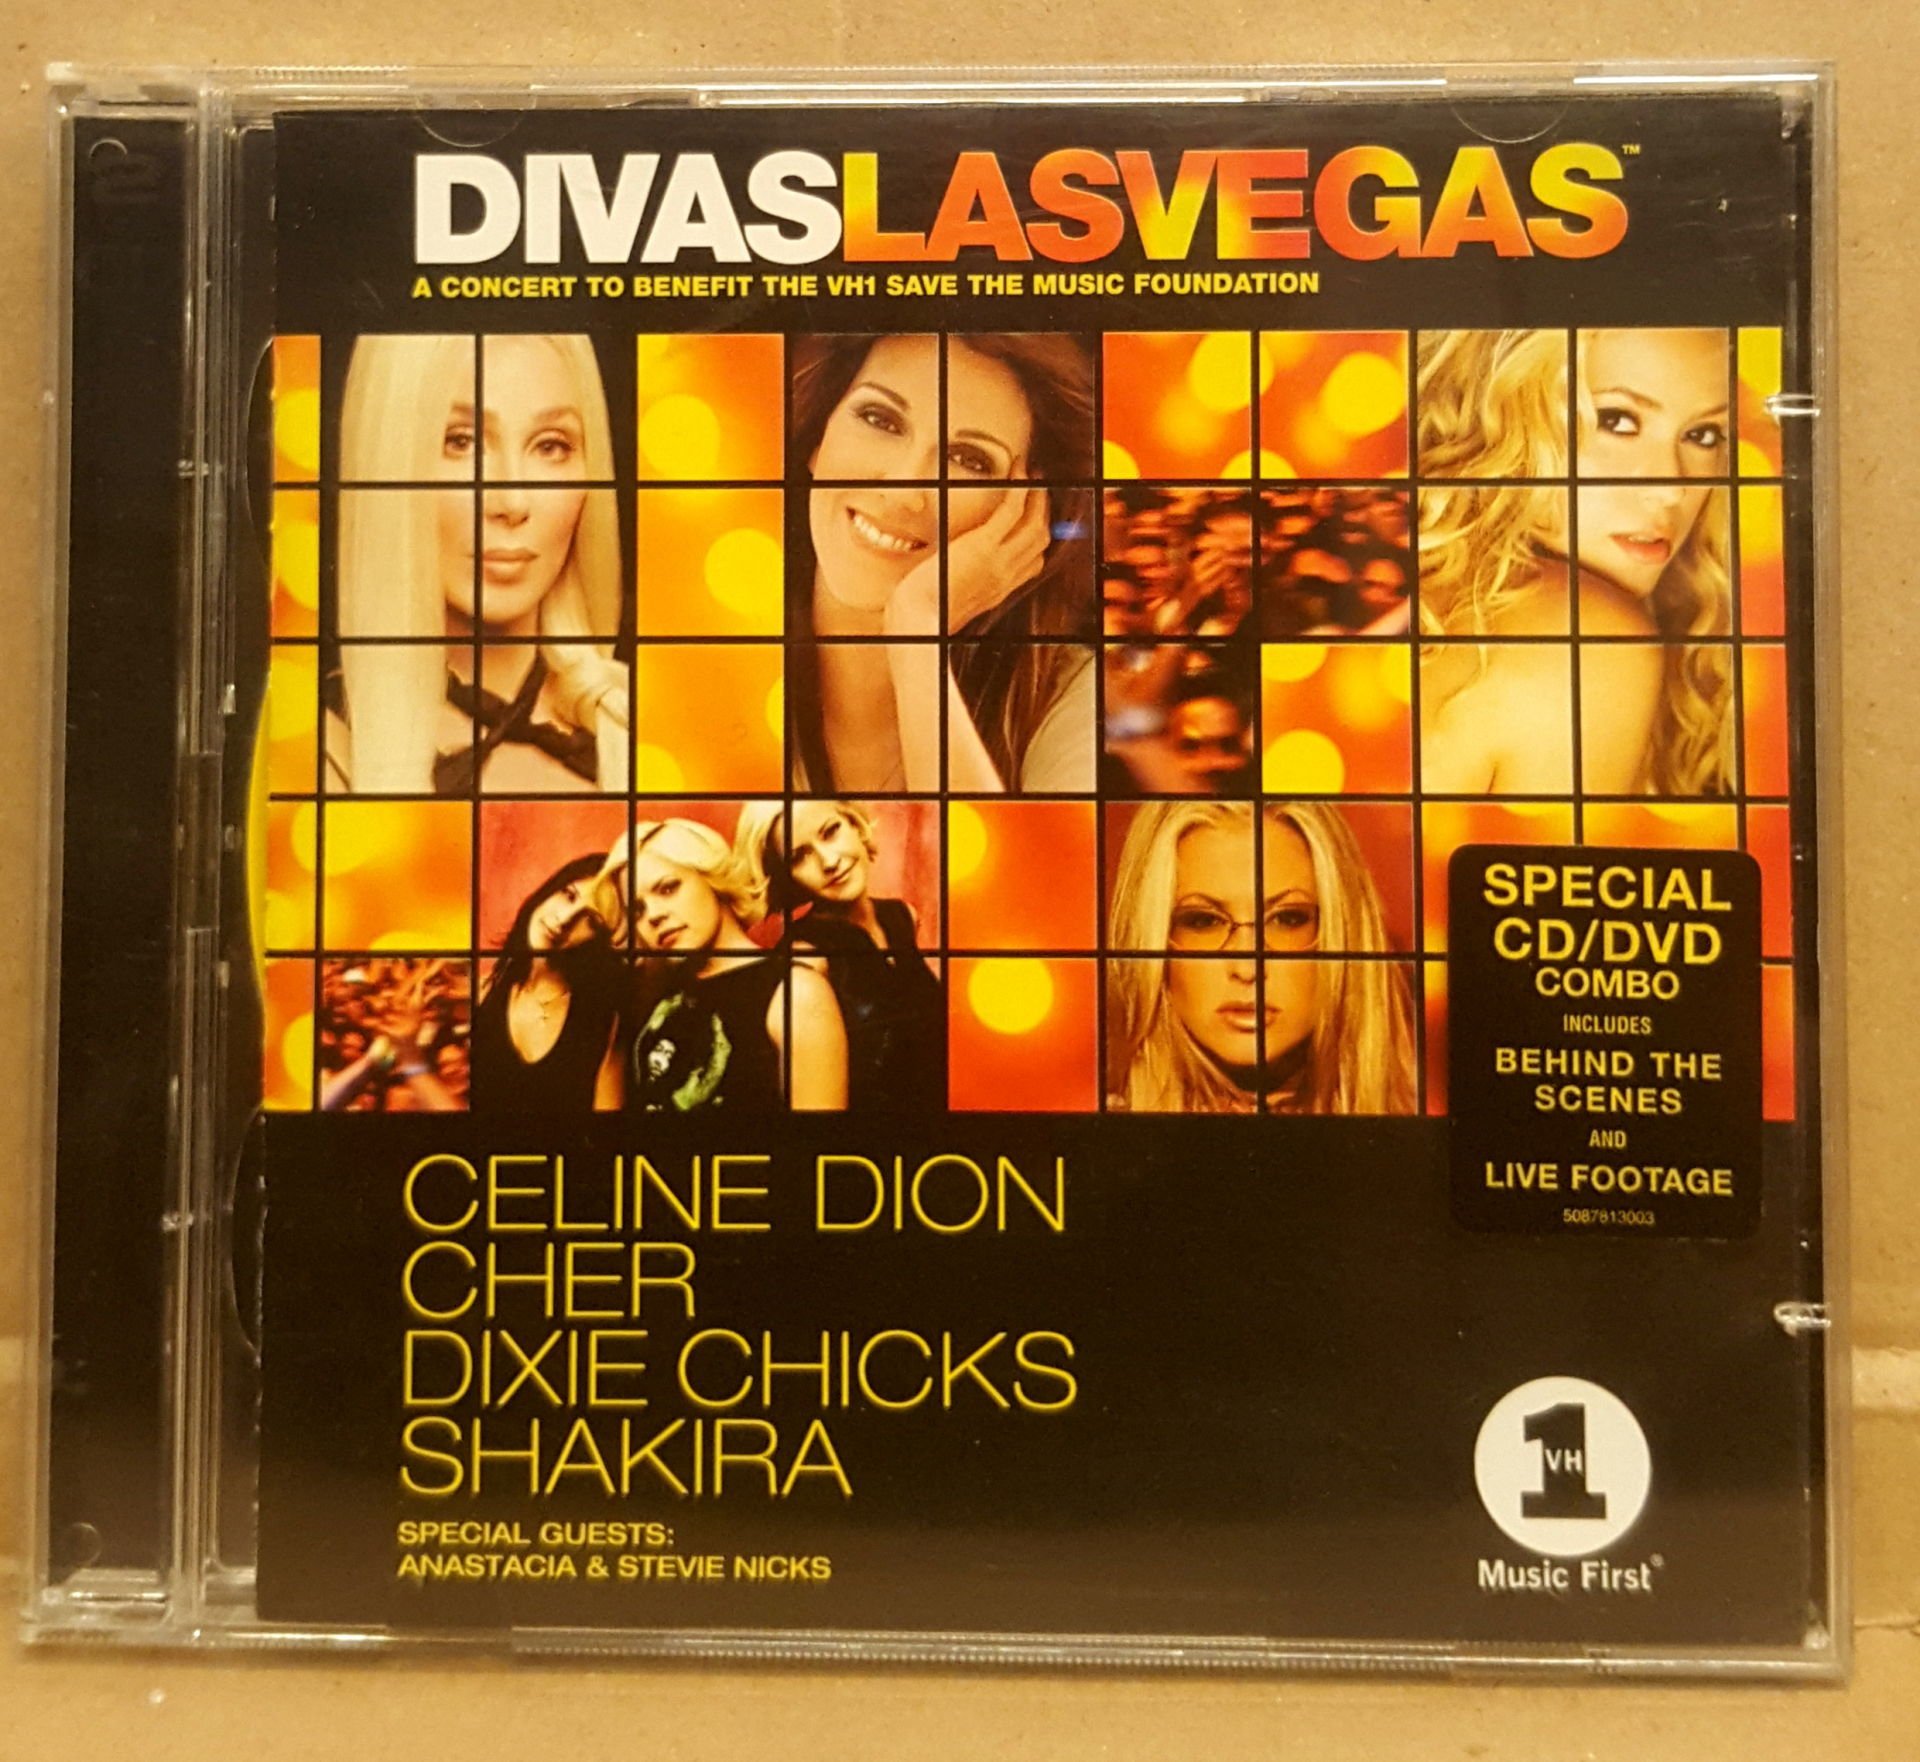 DIVASLASVEGAS™
A CONCERT TO BENEFIT THE VH1 SAVE THE MUSIC FOUNDATION
SPECIAL
CD/DVD
COMBO
INCLUDES
BEHIND THE
SCENES
AND
LIVE FOOTAGE
5087813003
CELINE DION
CHER
DIXIE CHICKS
SHAKIRA
SPECIAL GUESTS:
ANASTACIA & STEVIE NICKS
1
VH
Music First®